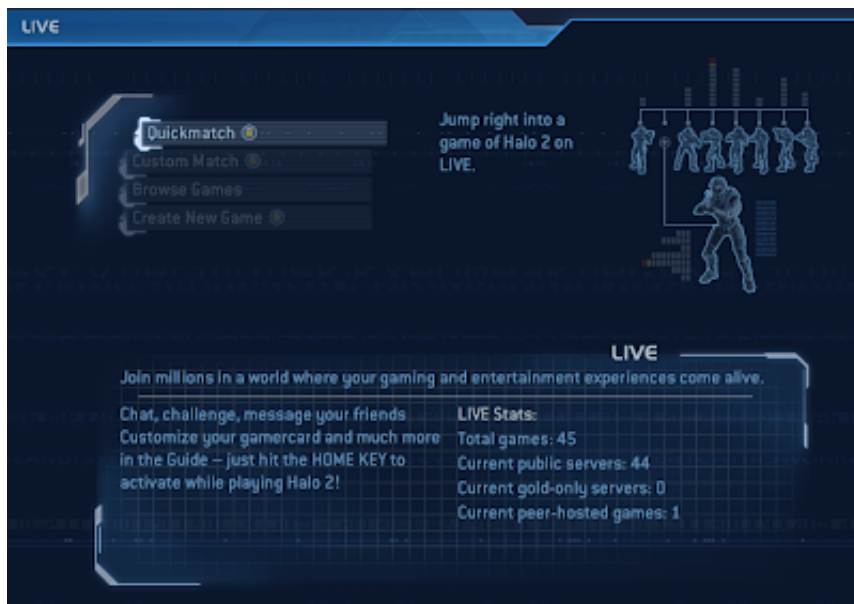 LIVE
Quickmatch
Custom Match
Browse Games
Create New Game
Jump right into a
game of Halo 2 on
LIVE.
LIVE
Join millions in a world where your gaming and entertainment experiences come alive.
Chat, challenge, message your friends
Customize your gamercard and much more
in the Guide – just hit the HOME KEY to
activate while playing Halo 2!
LIVE Stats:
Total games: 45
Current public servers: 44
Current gold-only servers: 0
Current peer-hosted games: 1